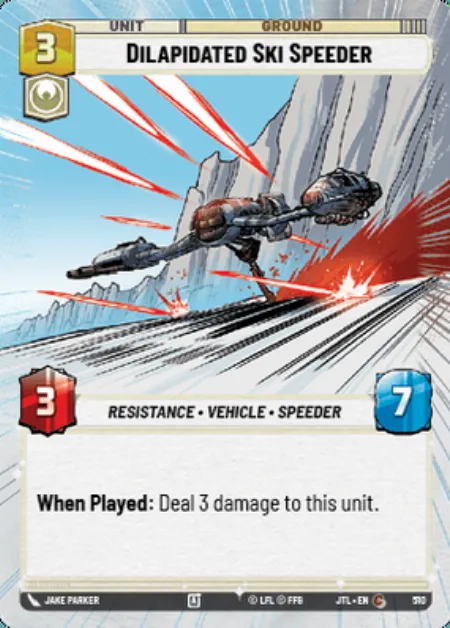 UNIT GROUND
3 DILAPIDATED SKI SPEEDER
3 RESISTANCE • VEHICLE • SPEEDER 7
When Played: Deal 3 damage to this unit.
JAKE PARKER © LFL © FFG JTL • EN C 510